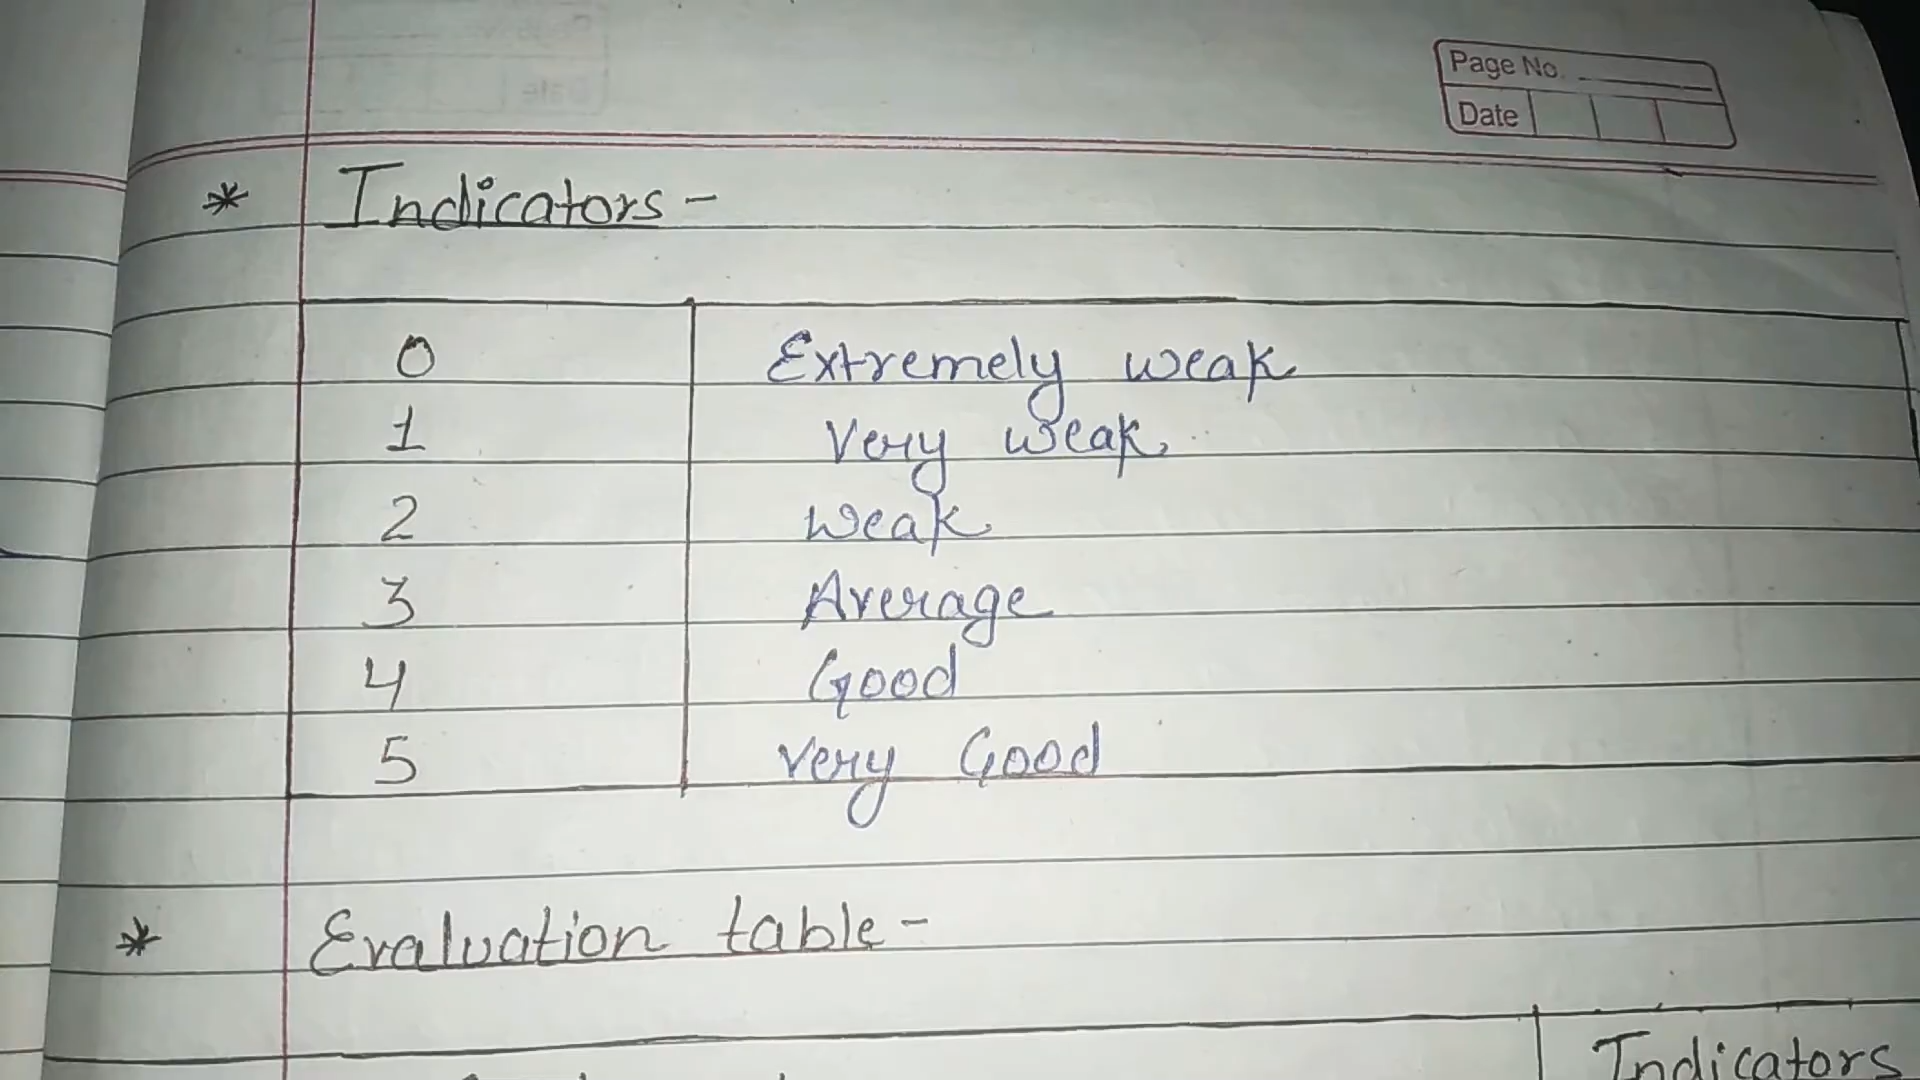 Page No.
Date
* Indicators -
0 Extremely weak
1 Very weak.
2 weak
3 Average
4 Good
5 Very Good
* Evaluation table -
Indicators